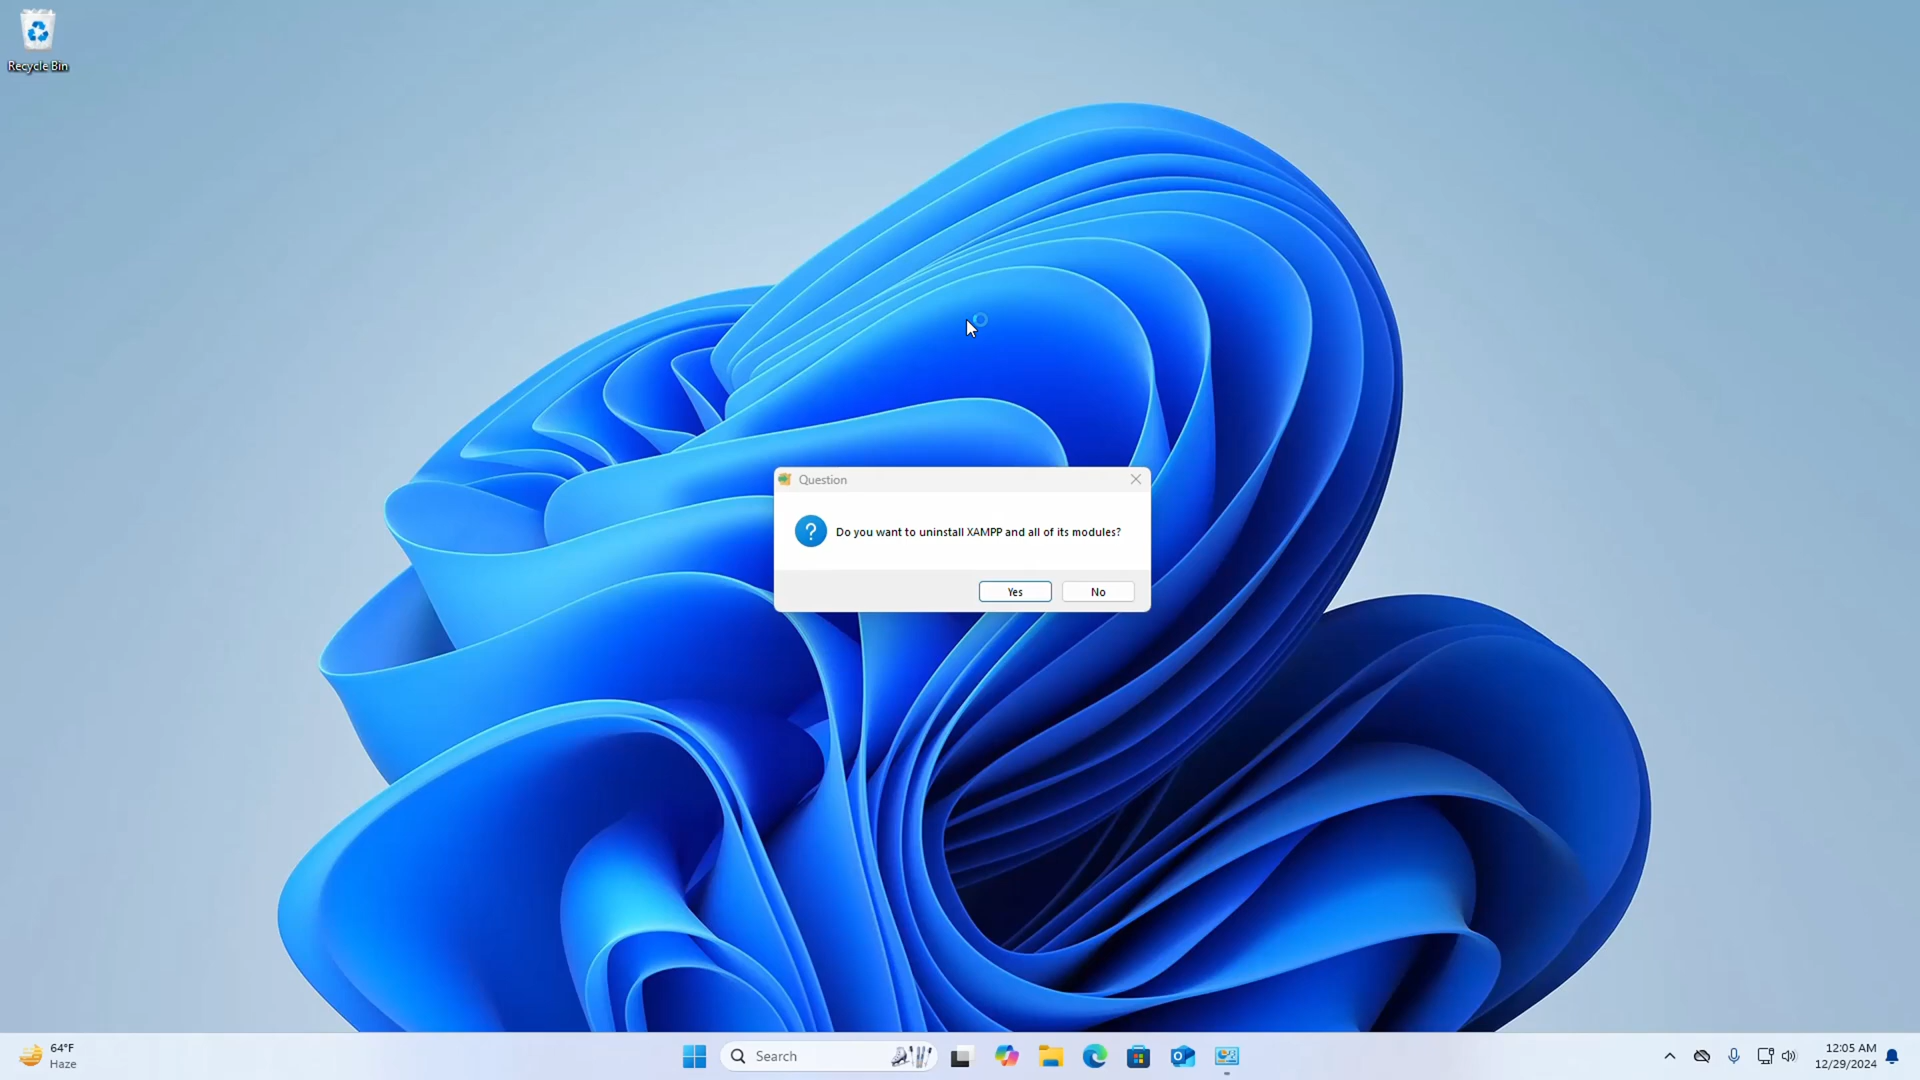 Recycle Bin
Question
Do you want to uninstall XAMPP and all of its modules?
Yes
No
64°F
Haze
Search
12:05 AM
12/29/2024